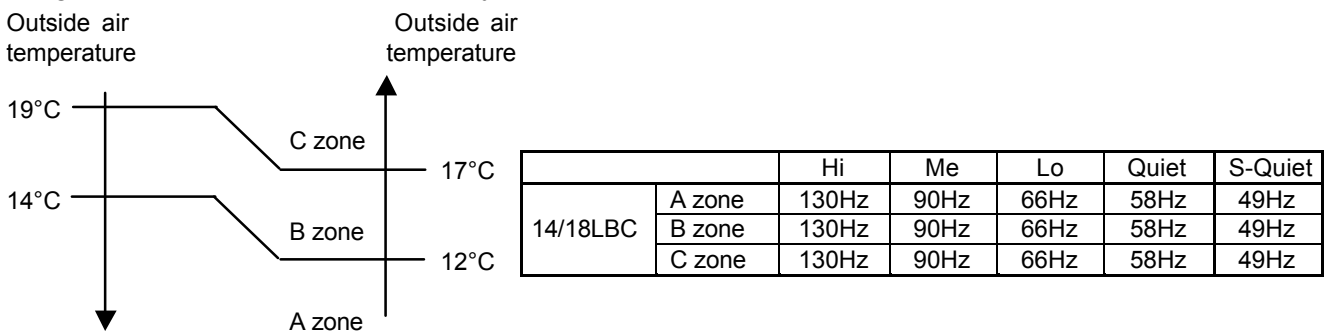 Outside air
temperature
Outside air
temperature
19°C
C zone
17°C
14°C
B zone
12°C
A zone
Hi Me Lo Quiet S-Quiet
14/18LBC
A zone 130Hz 90Hz 66Hz 58Hz 49Hz
B zone 130Hz 90Hz 66Hz 58Hz 49Hz
C zone 130Hz 90Hz 66Hz 58Hz 49Hz